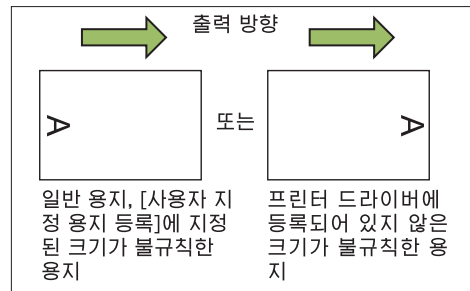 출력 방향
A
또는
A
일반 용지, [사용자 지
정 용지 등록]에 지정
된 크기가 불규칙한
용지
프린터 드라이버에
등록되어 있지 않은
크기가 불규칙한 용
지